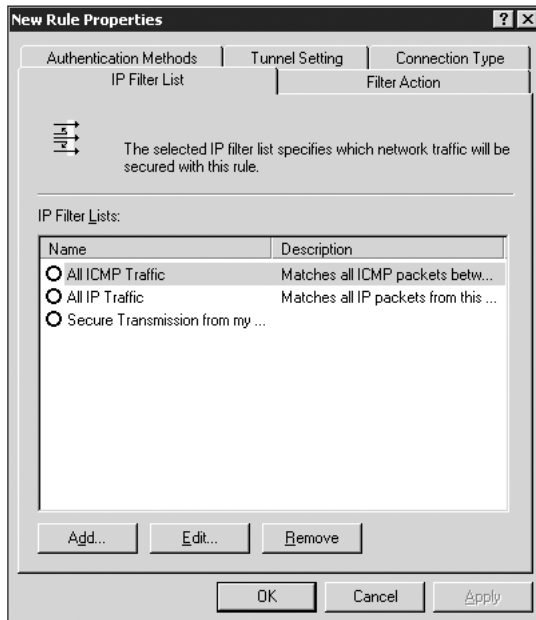 New Rule Properties
Authentication Methods Tunnel Setting Connection Type
IP Filter List Filter Action
The selected IP filter list specifies which network traffic will be
secured with this rule.
IP Filter Lists:
Name Description
All ICMP Traffic Matches all ICMP packets betw...
All IP Traffic Matches all IP packets from this ...
Secure Transmission from my ...
Add... Edit... Remove
OK Cancel Apply